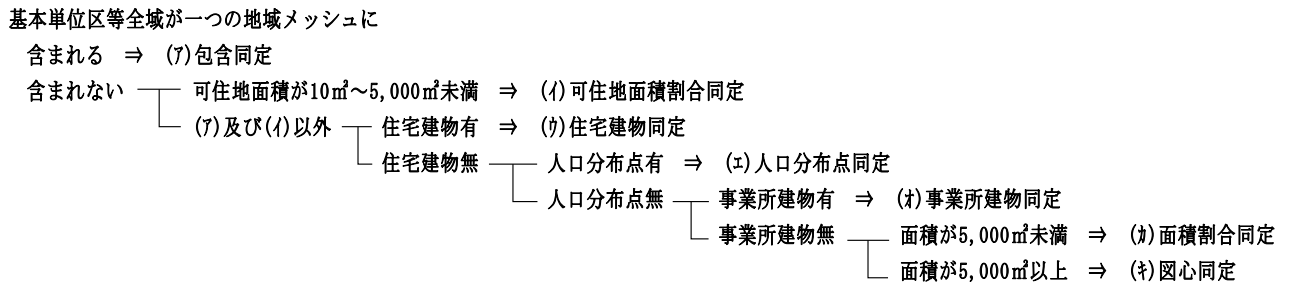 基本単位区等全域が一つの地域メッシュに
含まれる ⇒ (ｱ)包含同定
含まれない 可住地面積が10㎡～5,000㎡未満 ⇒ (ｲ)可住地面積割合同定
(ｱ)及び(ｲ)以外 住宅建物有 ⇒ (ｳ)住宅建物同定
住宅建物無 人口分布点有 ⇒ (ｴ)人口分布点同定
人口分布点無 事業所建物有 ⇒ (ｵ)事業所建物同定
事業所建物無 面積が5,000㎡未満 ⇒ (ｶ)面積割合同定
面積が5,000㎡以上 ⇒ (ｷ)図心同定